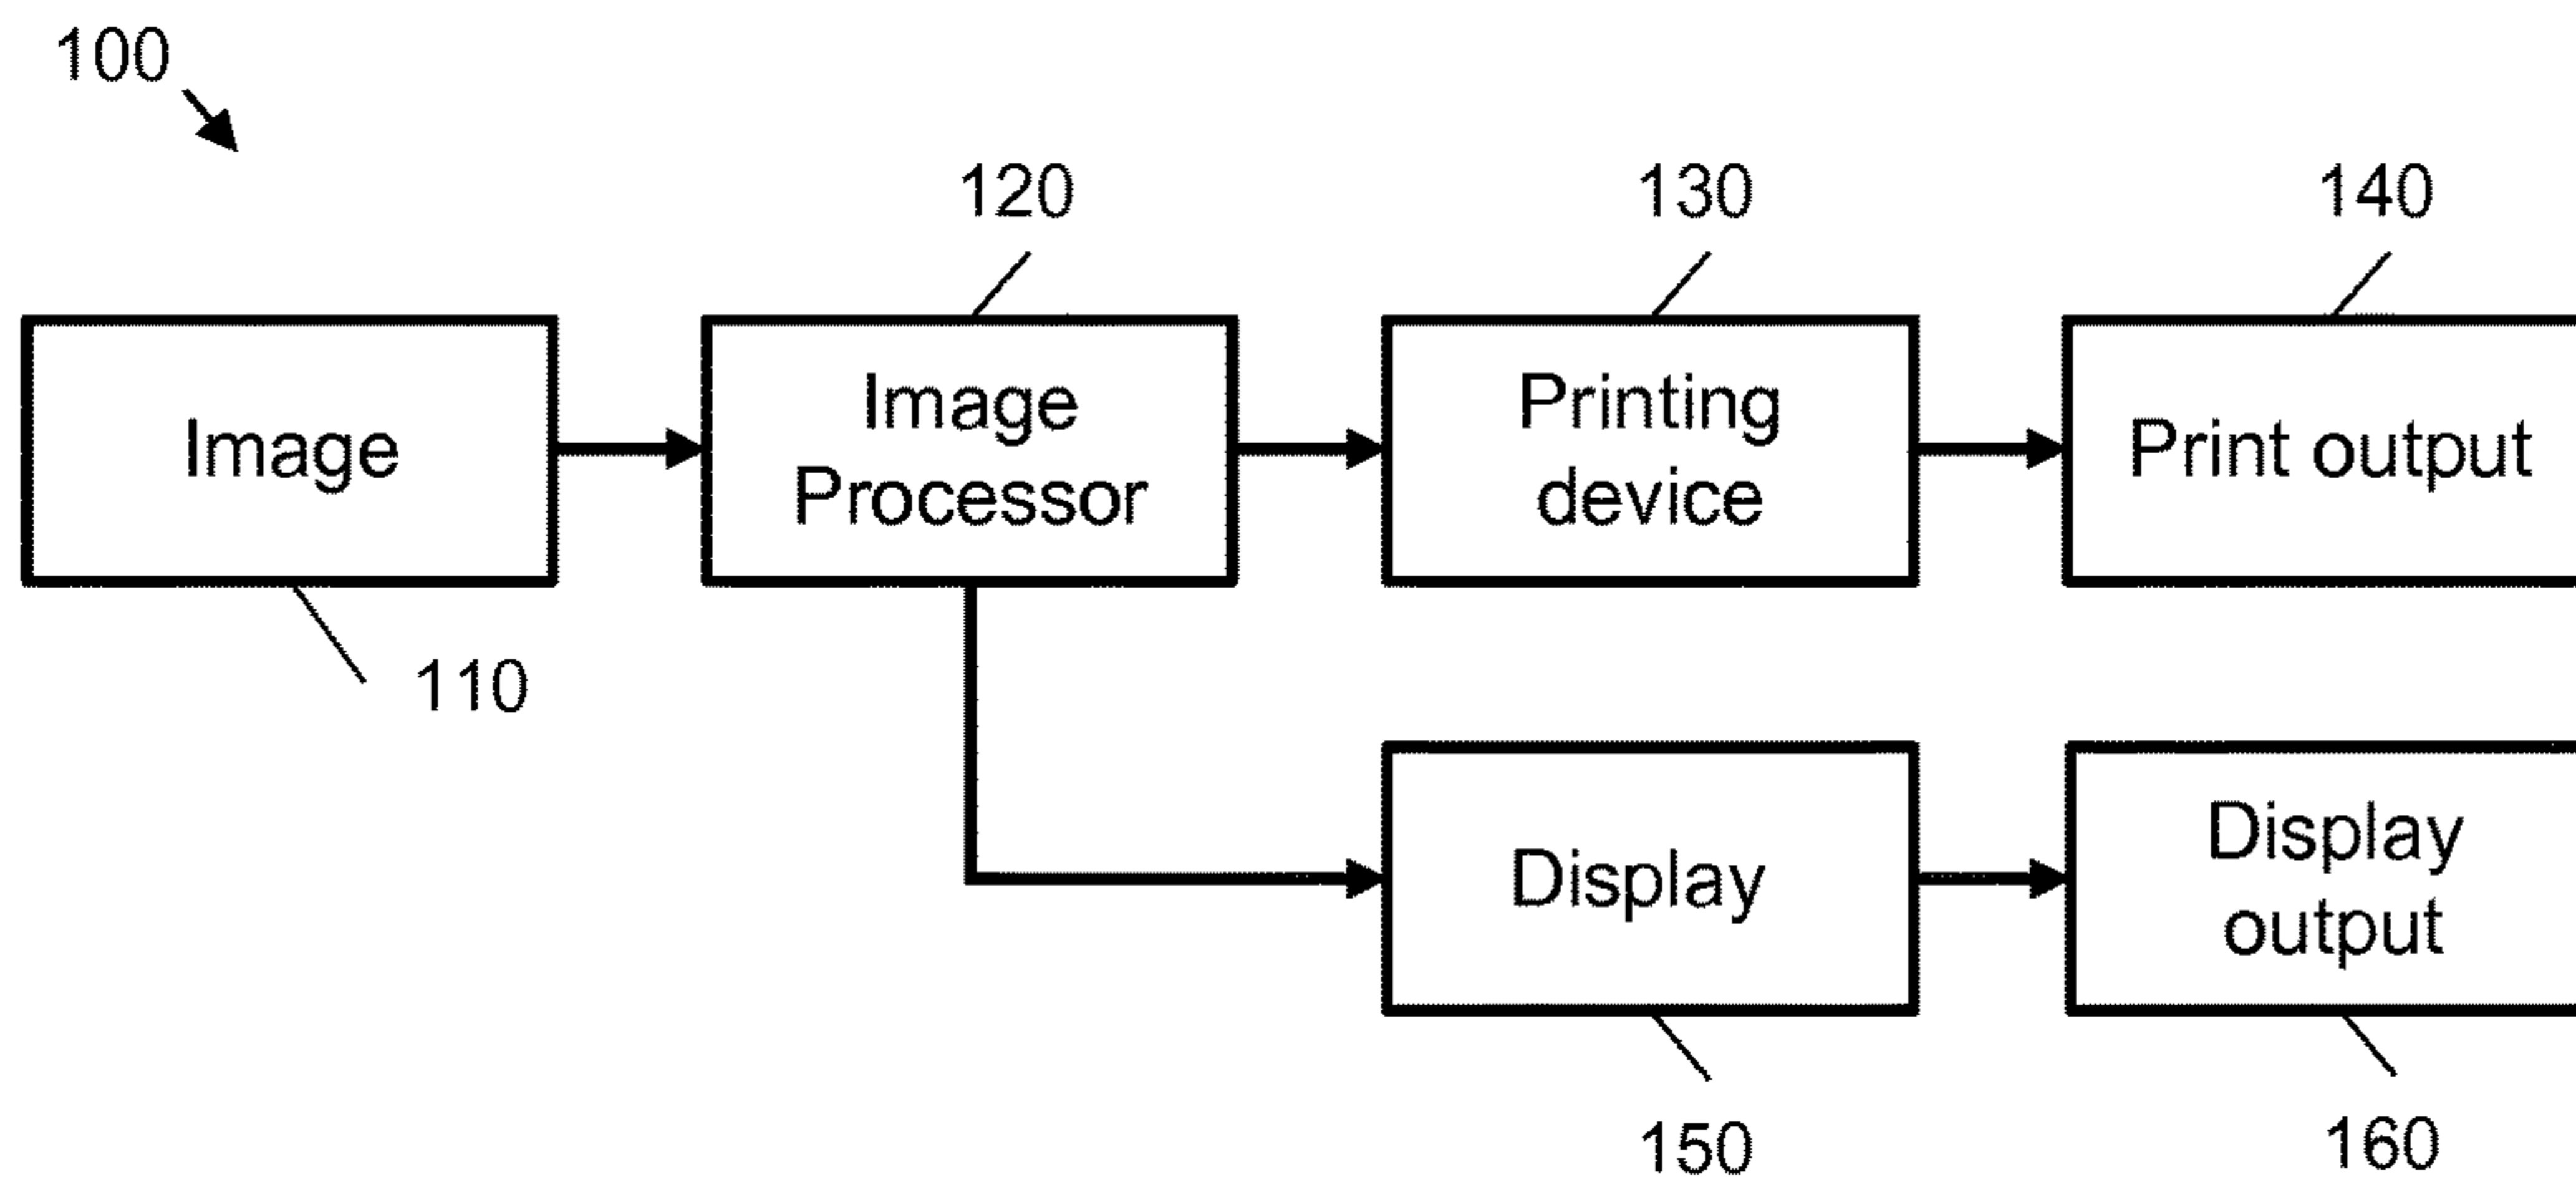 100
120
130
140
Image
Image
Processor
Printing
device
Print output
110
Display
Display
output
150
160